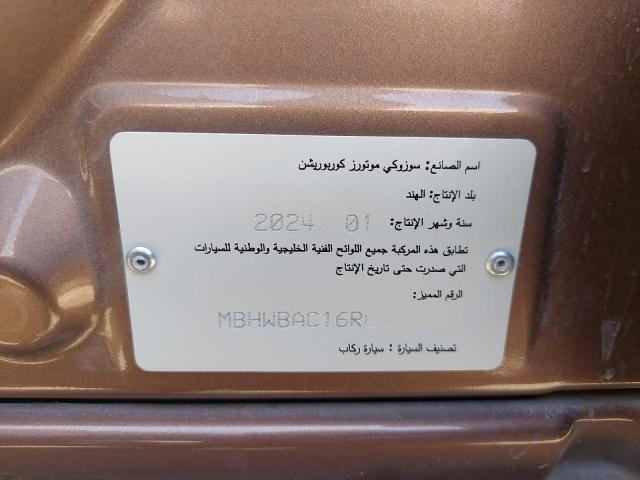 اسم الصانع: سوزوكي موتورز كوربوريشن
بلد الإنتاج: الهند
سنة وشهر الإنتاج: 01 2024
تطابق هذه المركبة جميع اللوائح الفنية الخليجية والوطنية للسيارات
التي صدرت حتى تاريخ الإنتاج
الرقم المميز:
MBHWBAC16R
تصنيف السيارة : سيارة ركاب